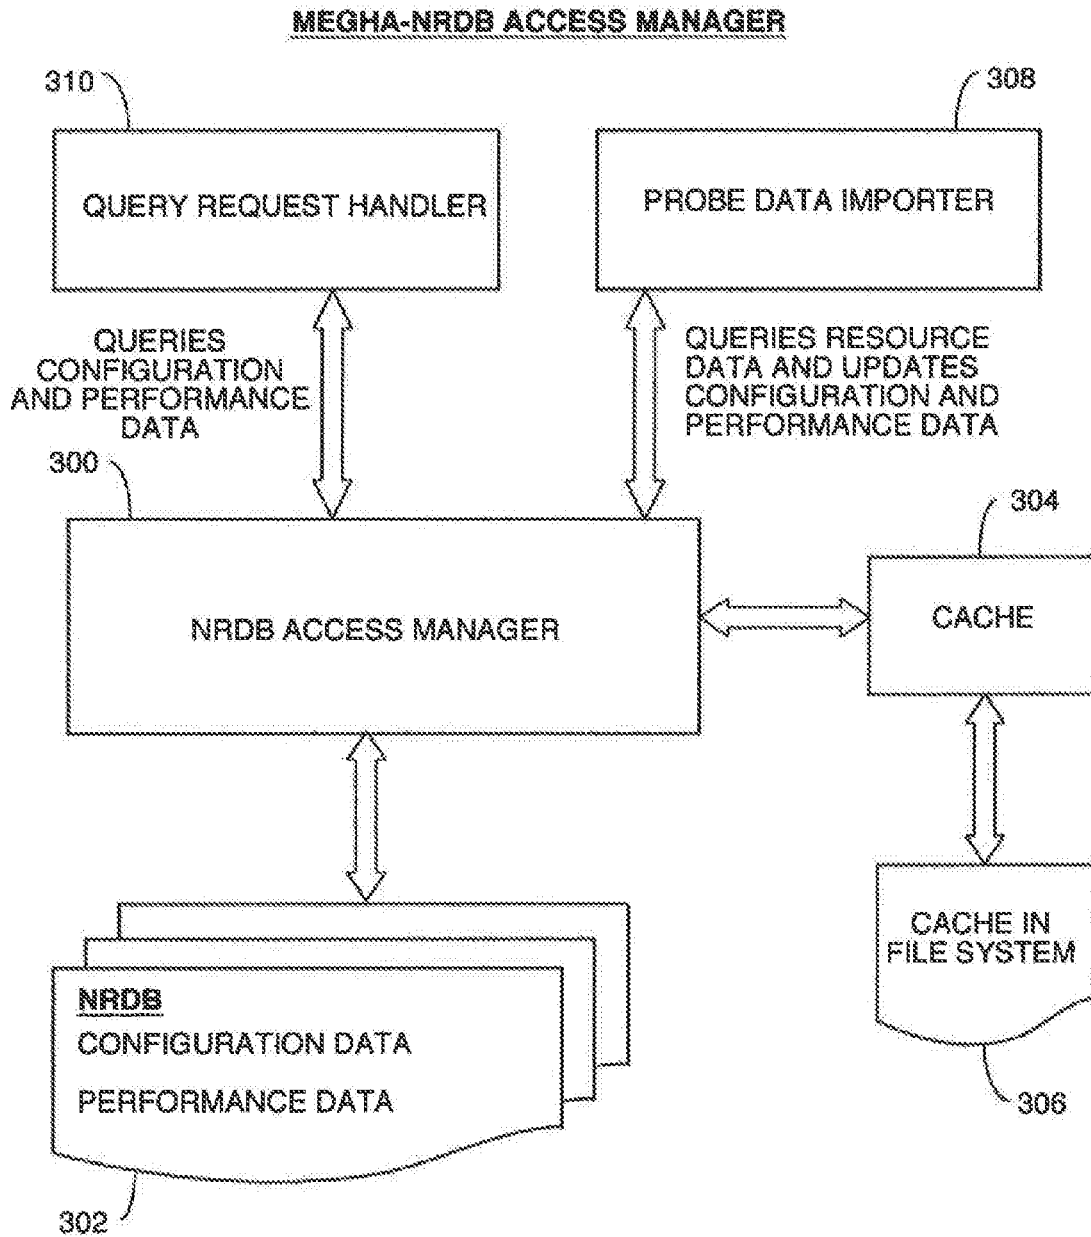 MEGHA-NRDB ACCESS MANAGER
310
308
QUERY REQUEST HANDLER
PROBE DATA IMPORTER
QUERIES
CONFIGURATION
AND PERFORMANCE
DATA
QUERIES RESOURCE
DATA AND UPDATES
CONFIGURATION AND
PERFORMANCE DATA
300
304
NRDB ACCESS MANAGER
CACHE
CACHE IN
FILE SYSTEM
NRDB
CONFIGURATION DATA
PERFORMANCE DATA
306
302